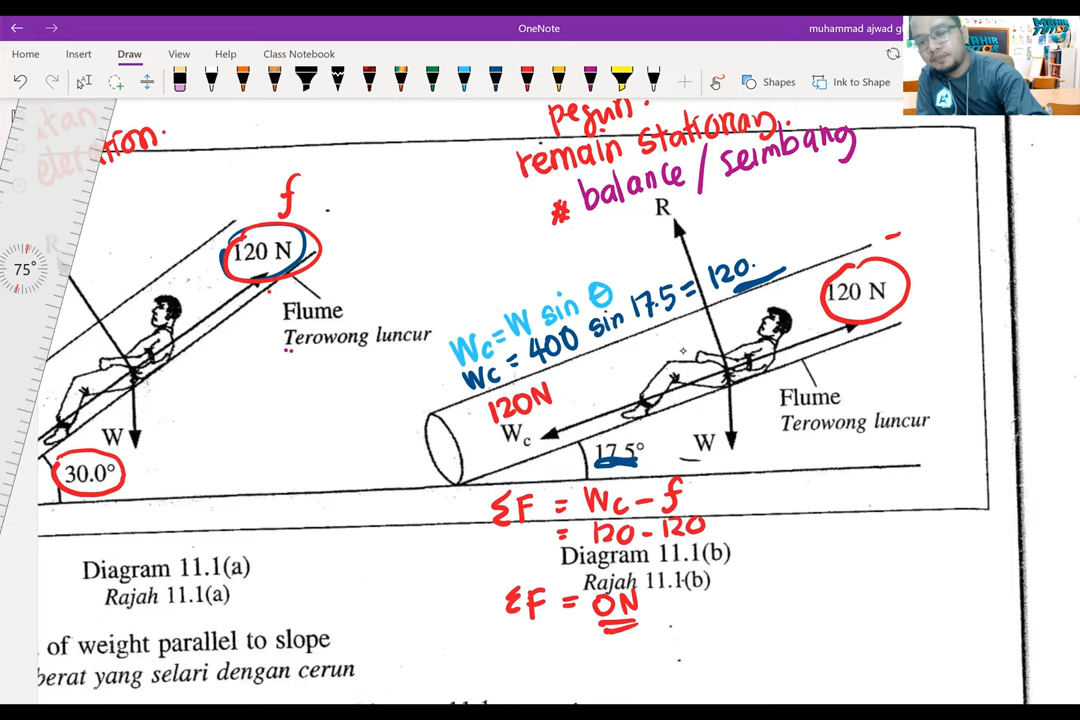 OneNote
Home Insert Draw View Help Class Notebook
Shapes Ink to Shape
75°
remain stationary.
* balance / seimbang
f
120 N
Flume
Terowong luncur
W
30.0°
Diagram 11.1(a)
Rajah 11.1(a)
R
120 N
Wc = W sin θ
Wc = 400 sin 17.5 = 120.
120N
Wc
17.5°
W
Flume
Terowong luncur
ΣF = Wc - f
= 120 - 120
Diagram 11.1(b)
Rajah 11.1(b)
ΣF = 0N
of weight parallel to slope
berat yang selari dengan cerun